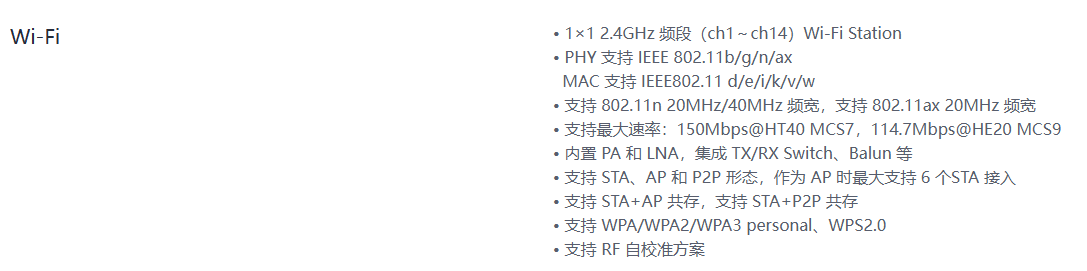 Wi-Fi
• 1×1 2.4GHz 频段（ch1～ch14）Wi-Fi Station
• PHY 支持 IEEE 802.11b/g/n/ax
MAC 支持 IEEE802.11 d/e/i/k/v/w
• 支持 802.11n 20MHz/40MHz 频宽，支持 802.11ax 20MHz 频宽
• 支持最大速率：150Mbps@HT40 MCS7，114.7Mbps@HE20 MCS9
• 内置 PA 和 LNA，集成 TX/RX Switch、Balun 等
• 支持 STA、AP 和 P2P 形态，作为 AP 时最大支持 6 个STA 接入
• 支持 STA+AP 共存，支持 STA+P2P 共存
• 支持 WPA/WPA2/WPA3 personal、WPS2.0
• 支持 RF 自校准方案